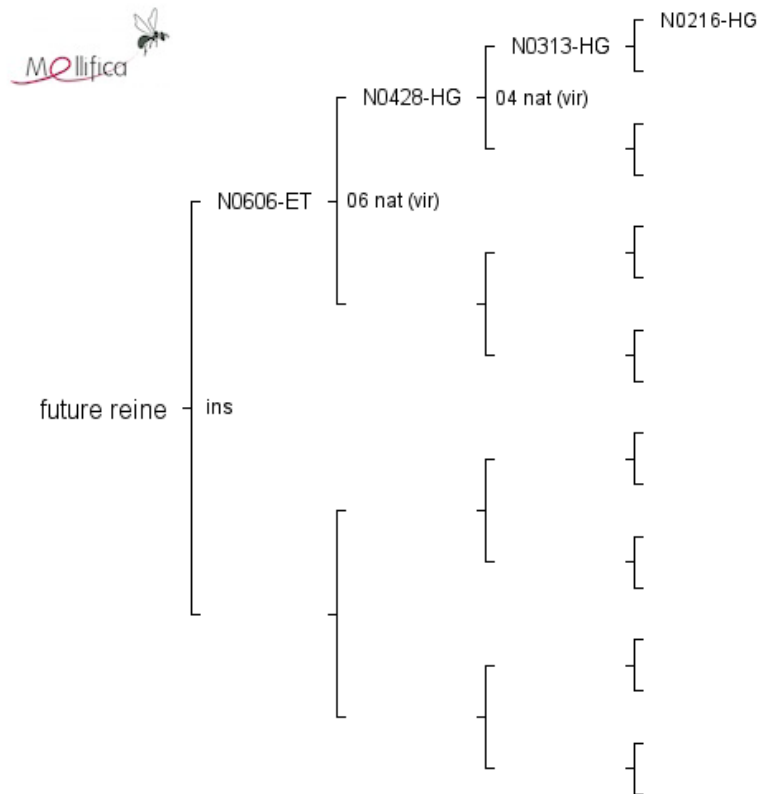 Mellifica
N0216-HG
N0313-HG
N0428-HG
04 nat (vir)
N0606-ET
06 nat (vir)
future reine
ins